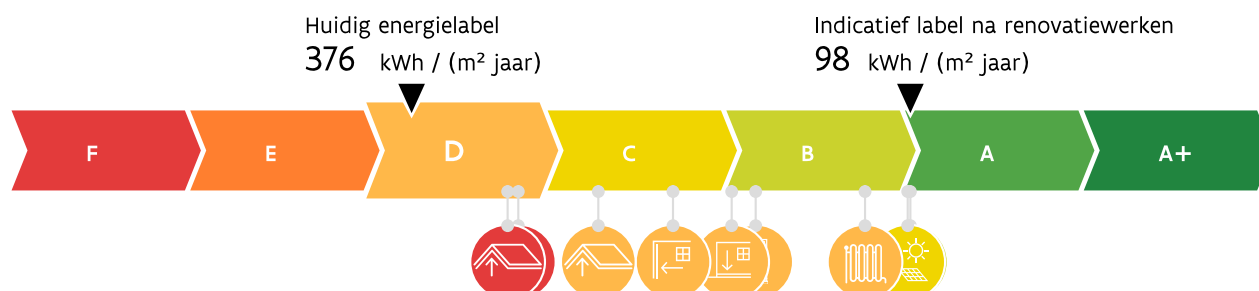 Huidig energielabel
376 kWh / (m² jaar)
Indicatief label na renovatiewerken
98 kWh / (m² jaar)
F E D C B A A+